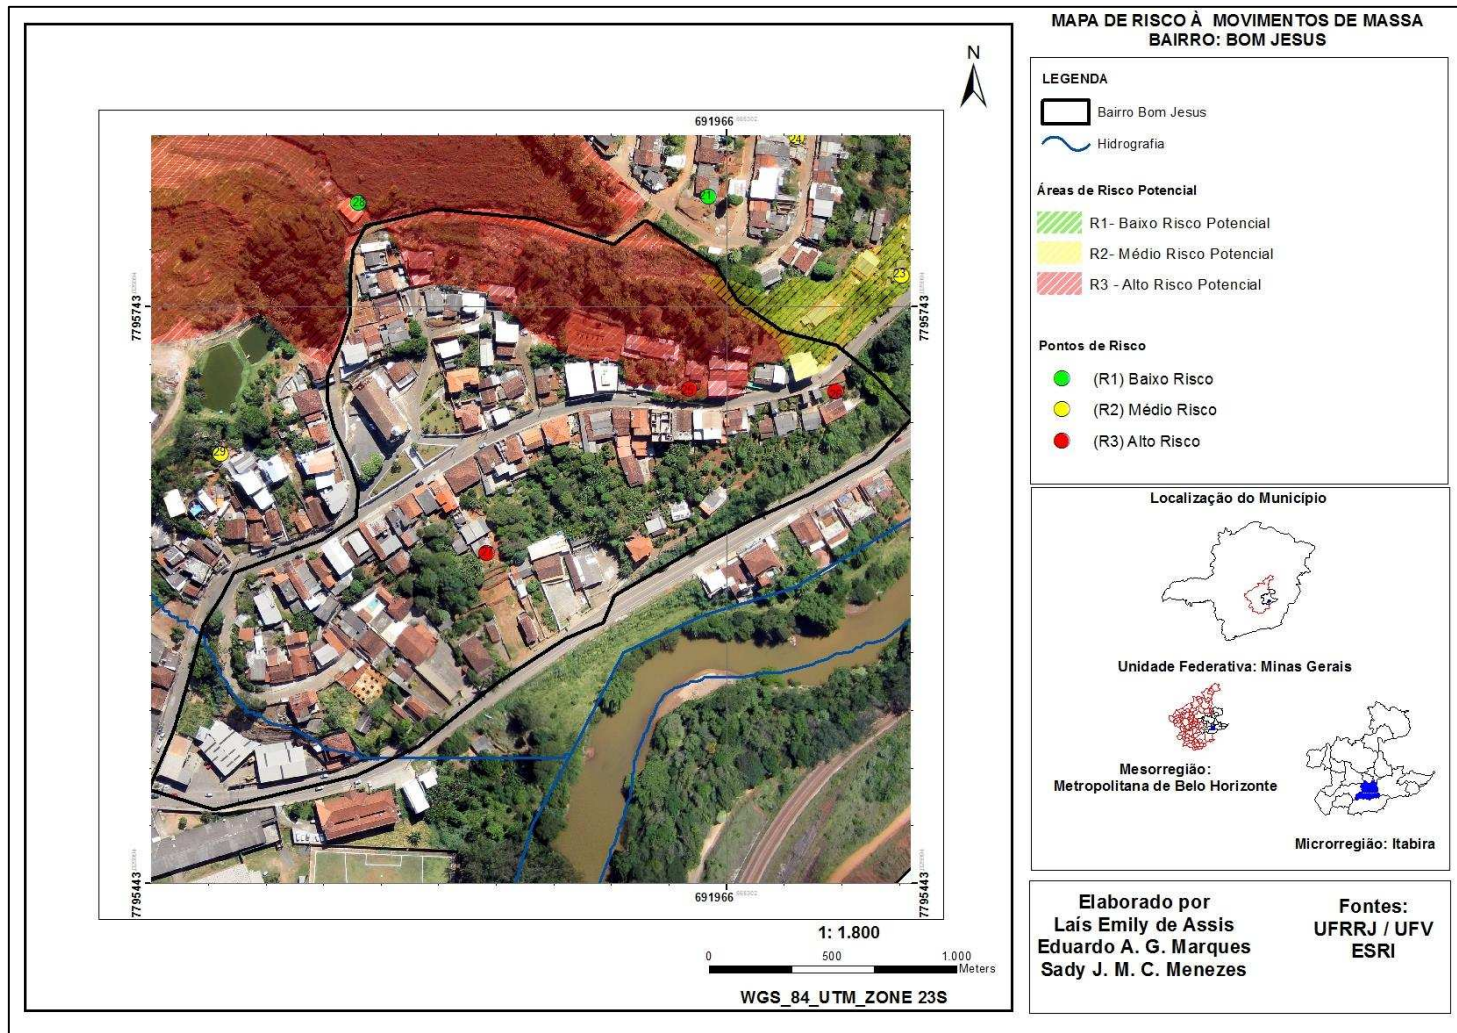 MAPA DE RISCO À MOVIMENTOS DE MASSA
BAIRRO: BOM JESUS
N
LEGENDA
Bairro Bom Jesus
Hidrografia
Áreas de Risco Potencial
R1- Baixo Risco Potencial
R2- Médio Risco Potencial
R3 - Alto Risco Potencial
Pontos de Risco
(R1) Baixo Risco
(R2) Médio Risco
(R3) Alto Risco
691966
24
28
23
7795743
7795743
29
7795443
7795443
691966
1: 1.800
0 500 1.000
Meters
WGS_84_UTM_ZONE 23S
Localização do Município
Unidade Federativa: Minas Gerais
Mesorregião:
Metropolitana de Belo Horizonte
Microrregião: Itabira
Elaborado por
Laís Emily de Assis
Eduardo A. G. Marques
Sady J. M. C. Menezes
Fontes:
UFRRJ / UFV
ESRI